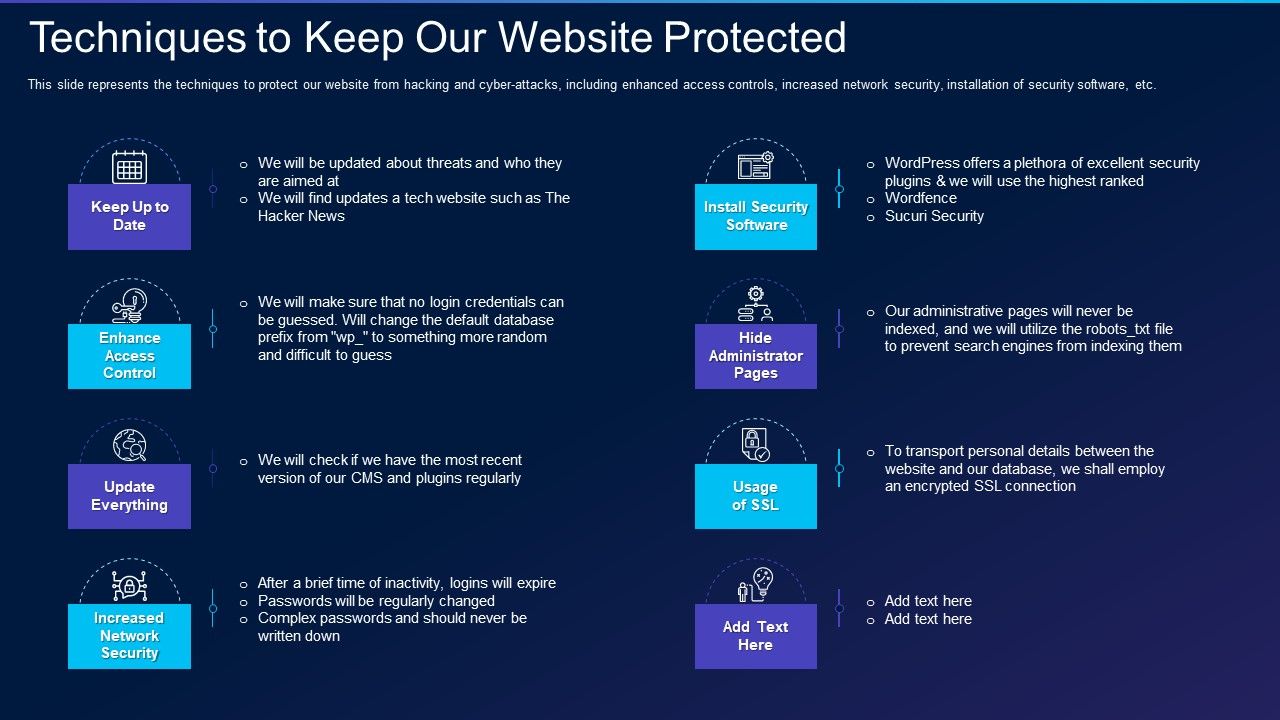 Techniques to Keep Our Website Protected
This slide represents the techniques to protect our website from hacking and cyber-attacks, including enhanced access controls, increased network security, installation of security software, etc.
Keep Up to
Date
o We will be updated about threats and who they
are aimed at
o We will find updates a tech website such as The
Hacker News
Enhance
Access
Control
o We will make sure that no login credentials can
be guessed. Will change the default database
prefix from "wp_" to something more random
and difficult to guess
Update
Everything
o We will check if we have the most recent
version of our CMS and plugins regularly
Increased
Network
Security
o After a brief time of inactivity, logins will expire
o Passwords will be regularly changed
o Complex passwords and should never be
written down
Install Security
Software
o WordPress offers a plethora of excellent security
plugins & we will use the highest ranked
o Wordfence
o Sucuri Security
Hide
Administrator
Pages
o Our administrative pages will never be
indexed, and we will utilize the robots_txt file
to prevent search engines from indexing them
Usage
of SSL
o To transport personal details between the
website and our database, we shall employ
an encrypted SSL connection
Add Text
Here
o Add text here
o Add text here